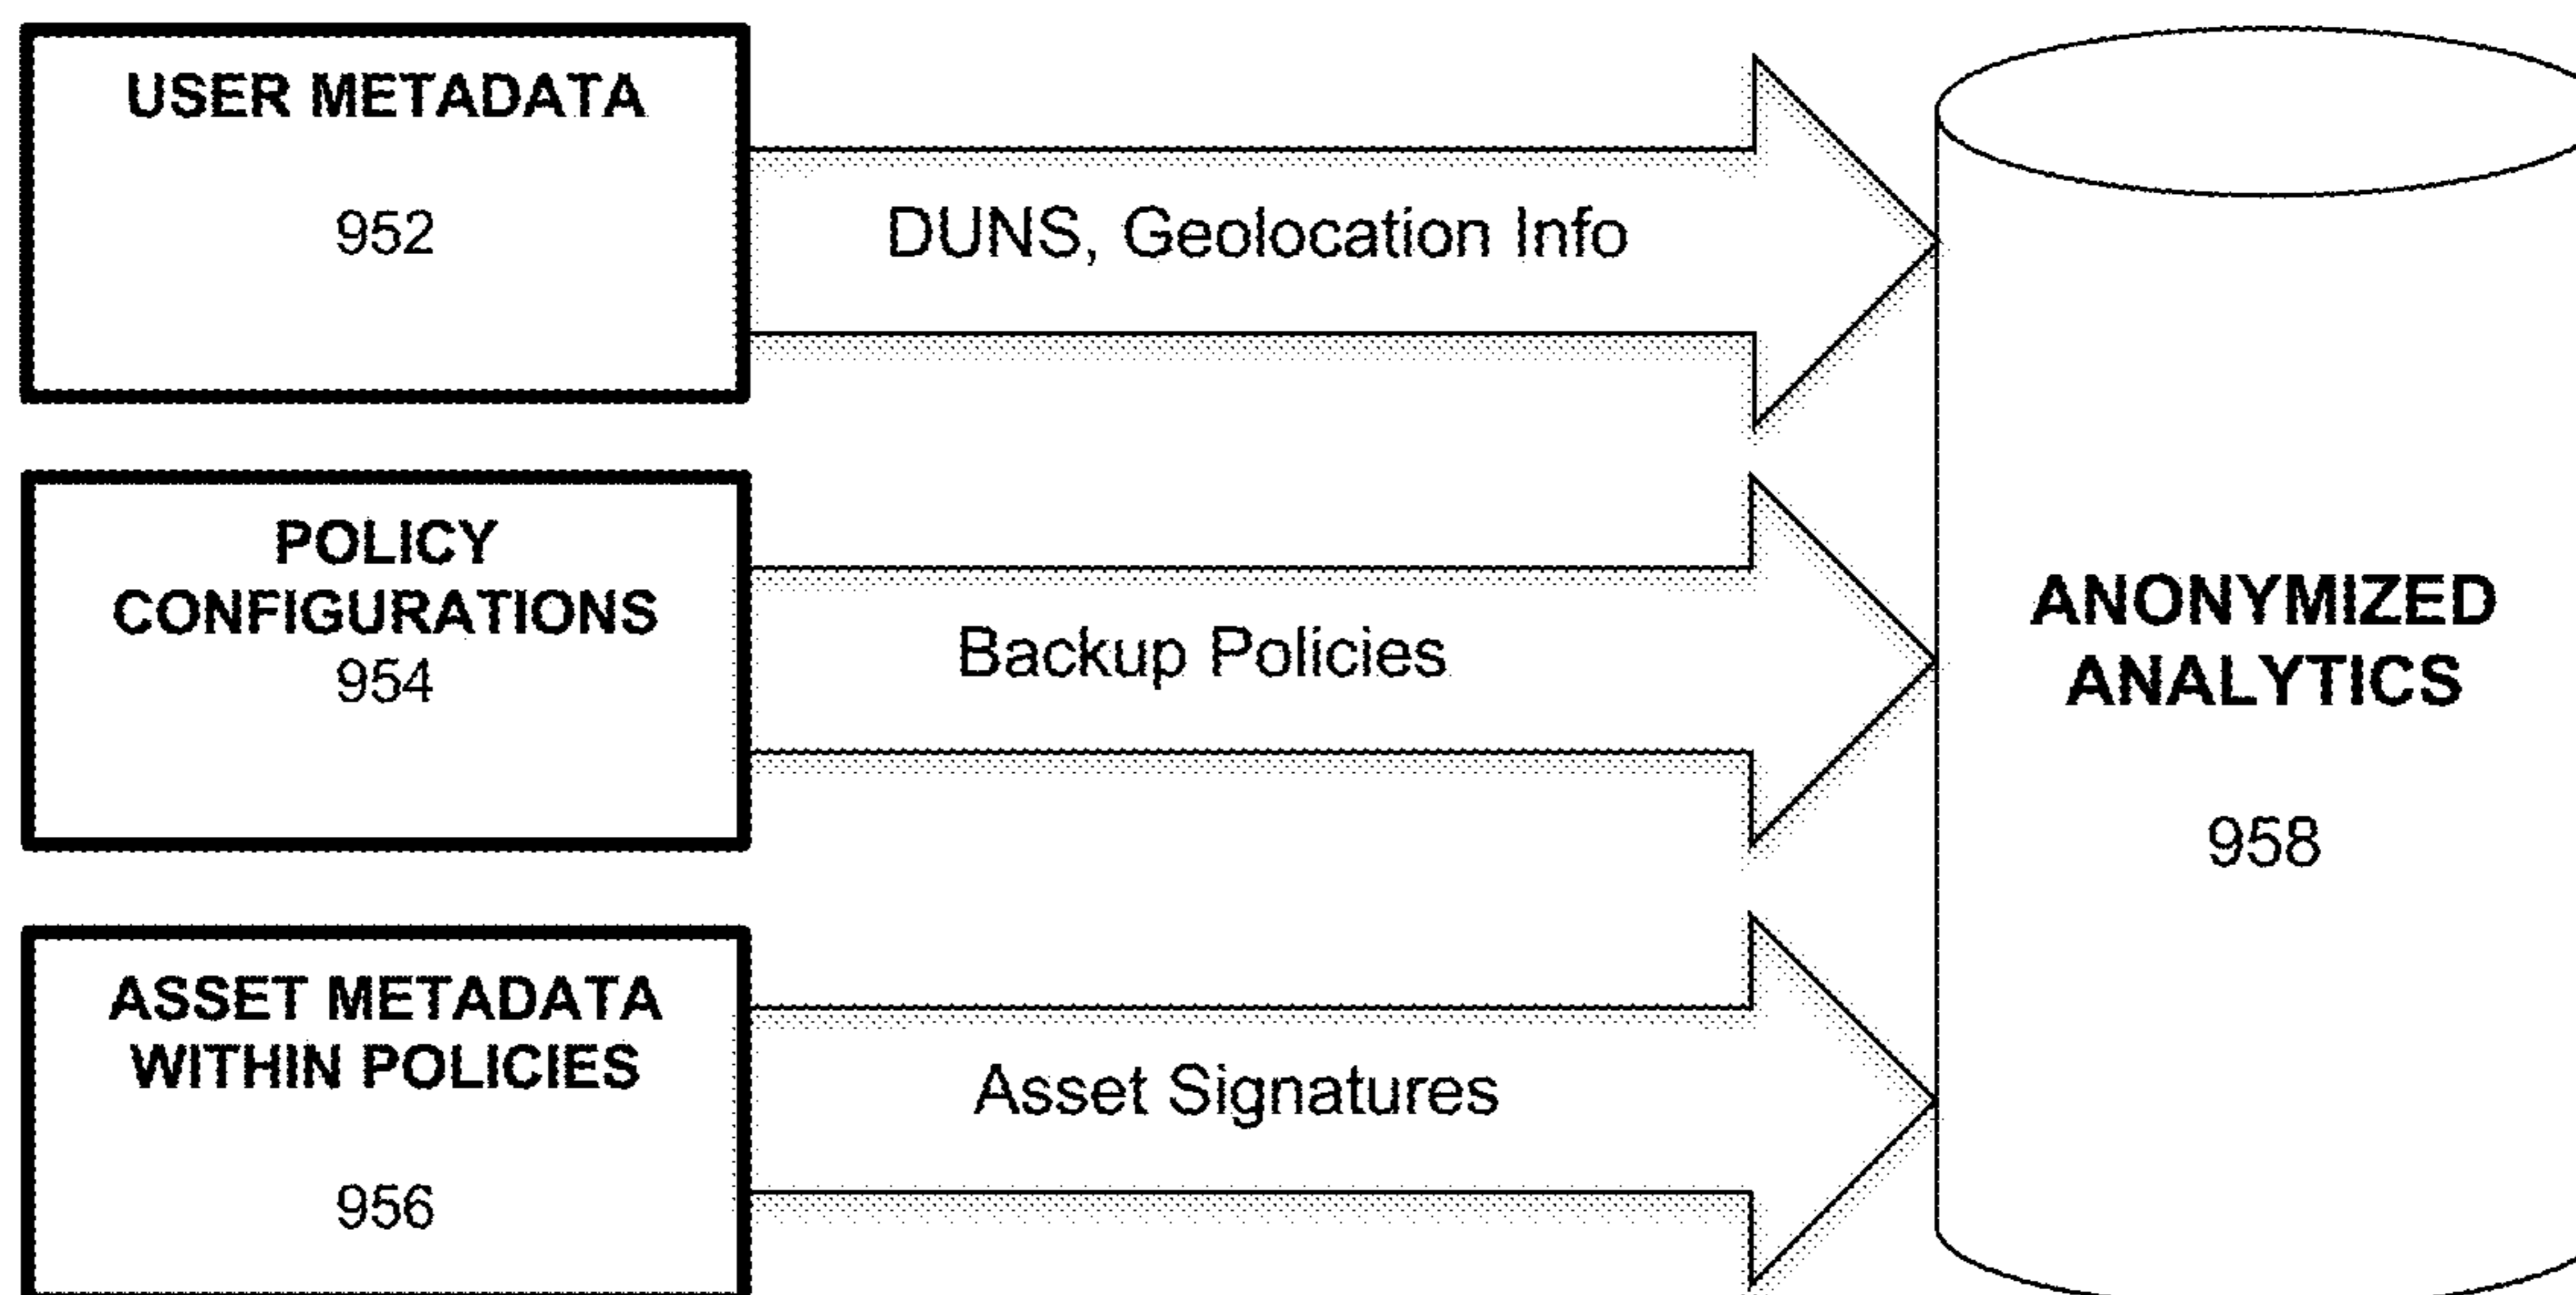 USER METADATA
952
DUNS, Geolocation Info
POLICY
CONFIGURATIONS
954
Backup Policies
ASSET METADATA
WITHIN POLICIES
956
Asset Signatures
ANONYMIZED
ANALYTICS
958